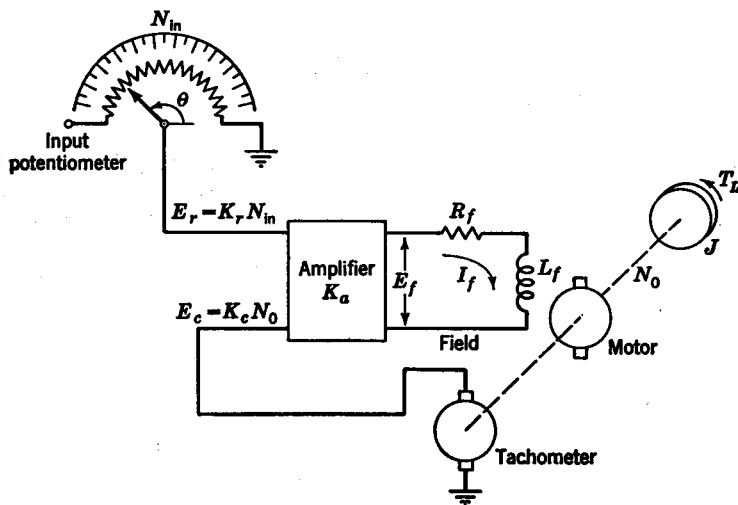 N_in
θ
Input
potentiometer
E_r = K_r N_in
R_f
T_L
Amplifier
K_a
E_f
I_f
L_f
J
N_0
E_c = K_c N_0
Field
Motor
Tachometer